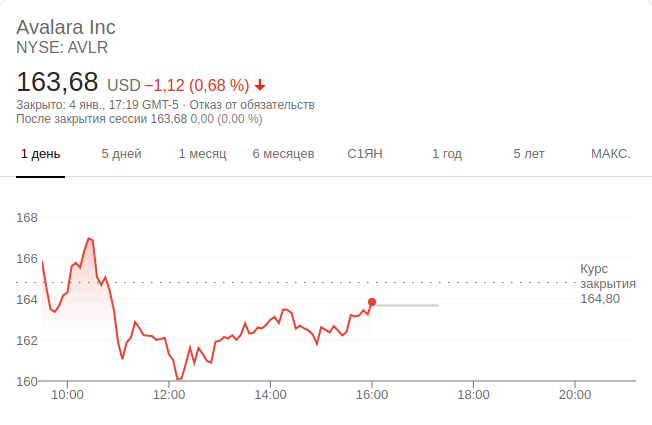 Avalara Inc
NYSE: AVLR
163,68 USD −1,12 (0,68 %)
Закрыто: 4 янв., 17:19 GMT-5 · Отказ от обязательств
После закрытия сессии 163,68 0,00 (0,00 %)
1 день 5 дней 1 месяц 6 месяцев С1ЯН 1 год 5 лет МАКС.
168
166
Курс
закрытия
164,80
164
162
160
10:00 12:00 14:00 16:00 18:00 20:00